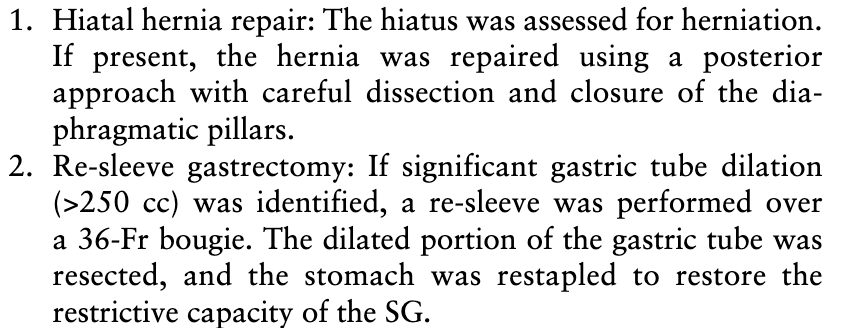 1. Hiatal hernia repair: The hiatus was assessed for herniation.
If present, the hernia was repaired using a posterior
approach with careful dissection and closure of the dia-
phragmatic pillars.
2. Re-sleeve gastrectomy: If significant gastric tube dilation
(>250 cc) was identified, a re-sleeve was performed over
a 36-Fr bougie. The dilated portion of the gastric tube was
resected, and the stomach was restapled to restore the
restrictive capacity of the SG.